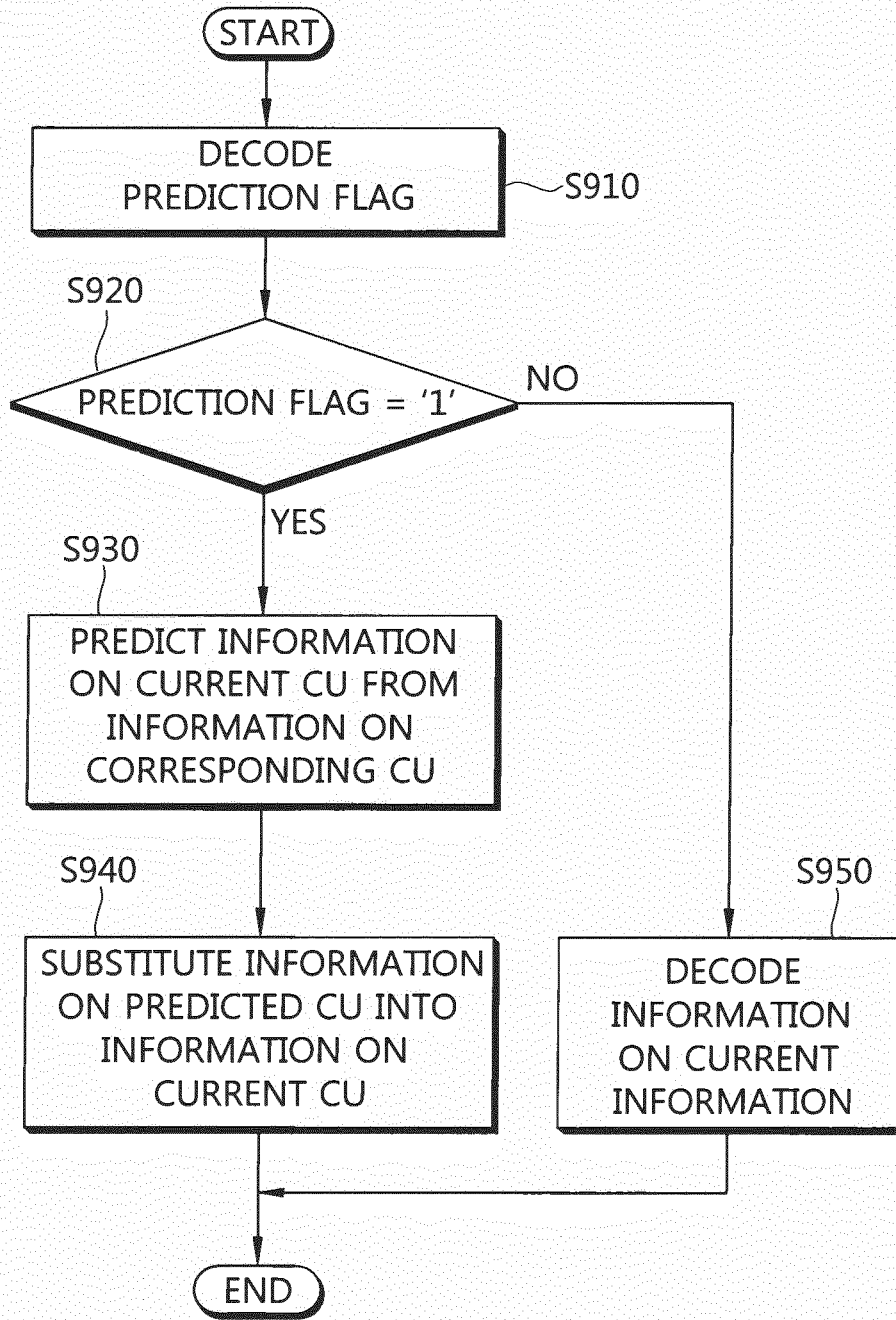 START
DECODE
PREDICTION FLAG
S910
S920
PREDICTION FLAG = '1'
NO
YES
S930
PREDICT INFORMATION
ON CURRENT CU FROM
INFORMATION ON
CORRESPONDING CU
S940
SUBSTITUTE INFORMATION
ON PREDICTED CU INTO
INFORMATION ON
CURRENT CU
S950
DECODE
INFORMATION
ON CURRENT
INFORMATION
END